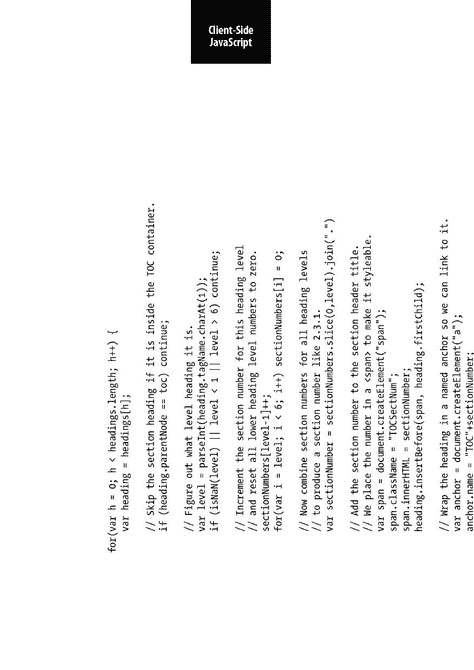 Client-Side
JavaScript
for(var h = 0; h < headings.length; h++) {
var heading = headings[h];
// Skip the section heading if it is inside the TOC container.
if (heading.parentNode == toc) continue;
// Figure out what level heading it is.
var level = parseInt(heading.tagName.charAt(1));
if (isNaN(level) || level < 1 || level > 6) continue;
// Increment the section number for this heading level
// and reset all lower heading level numbers to zero.
sectionNumbers[level-1]++;
for(var i = level; i < 6; i++) sectionNumbers[i] = 0;
// Now combine section numbers for all heading levels
// to produce a section number like 2.3.1.
var sectionNumber = sectionNumbers.slice(0,level).join(".")
// Add the section number to the section header title.
// We place the number in a <span> to make it styleable.
var span = document.createElement("span");
span.className = "TOCSectNum";
span.innerHTML = sectionNumber;
heading.insertBefore(span, heading.firstChild);
// Wrap the heading in a named anchor so we can link to it.
var anchor = document.createElement("a");
anchor.name = "TOC"+sectionNumber;